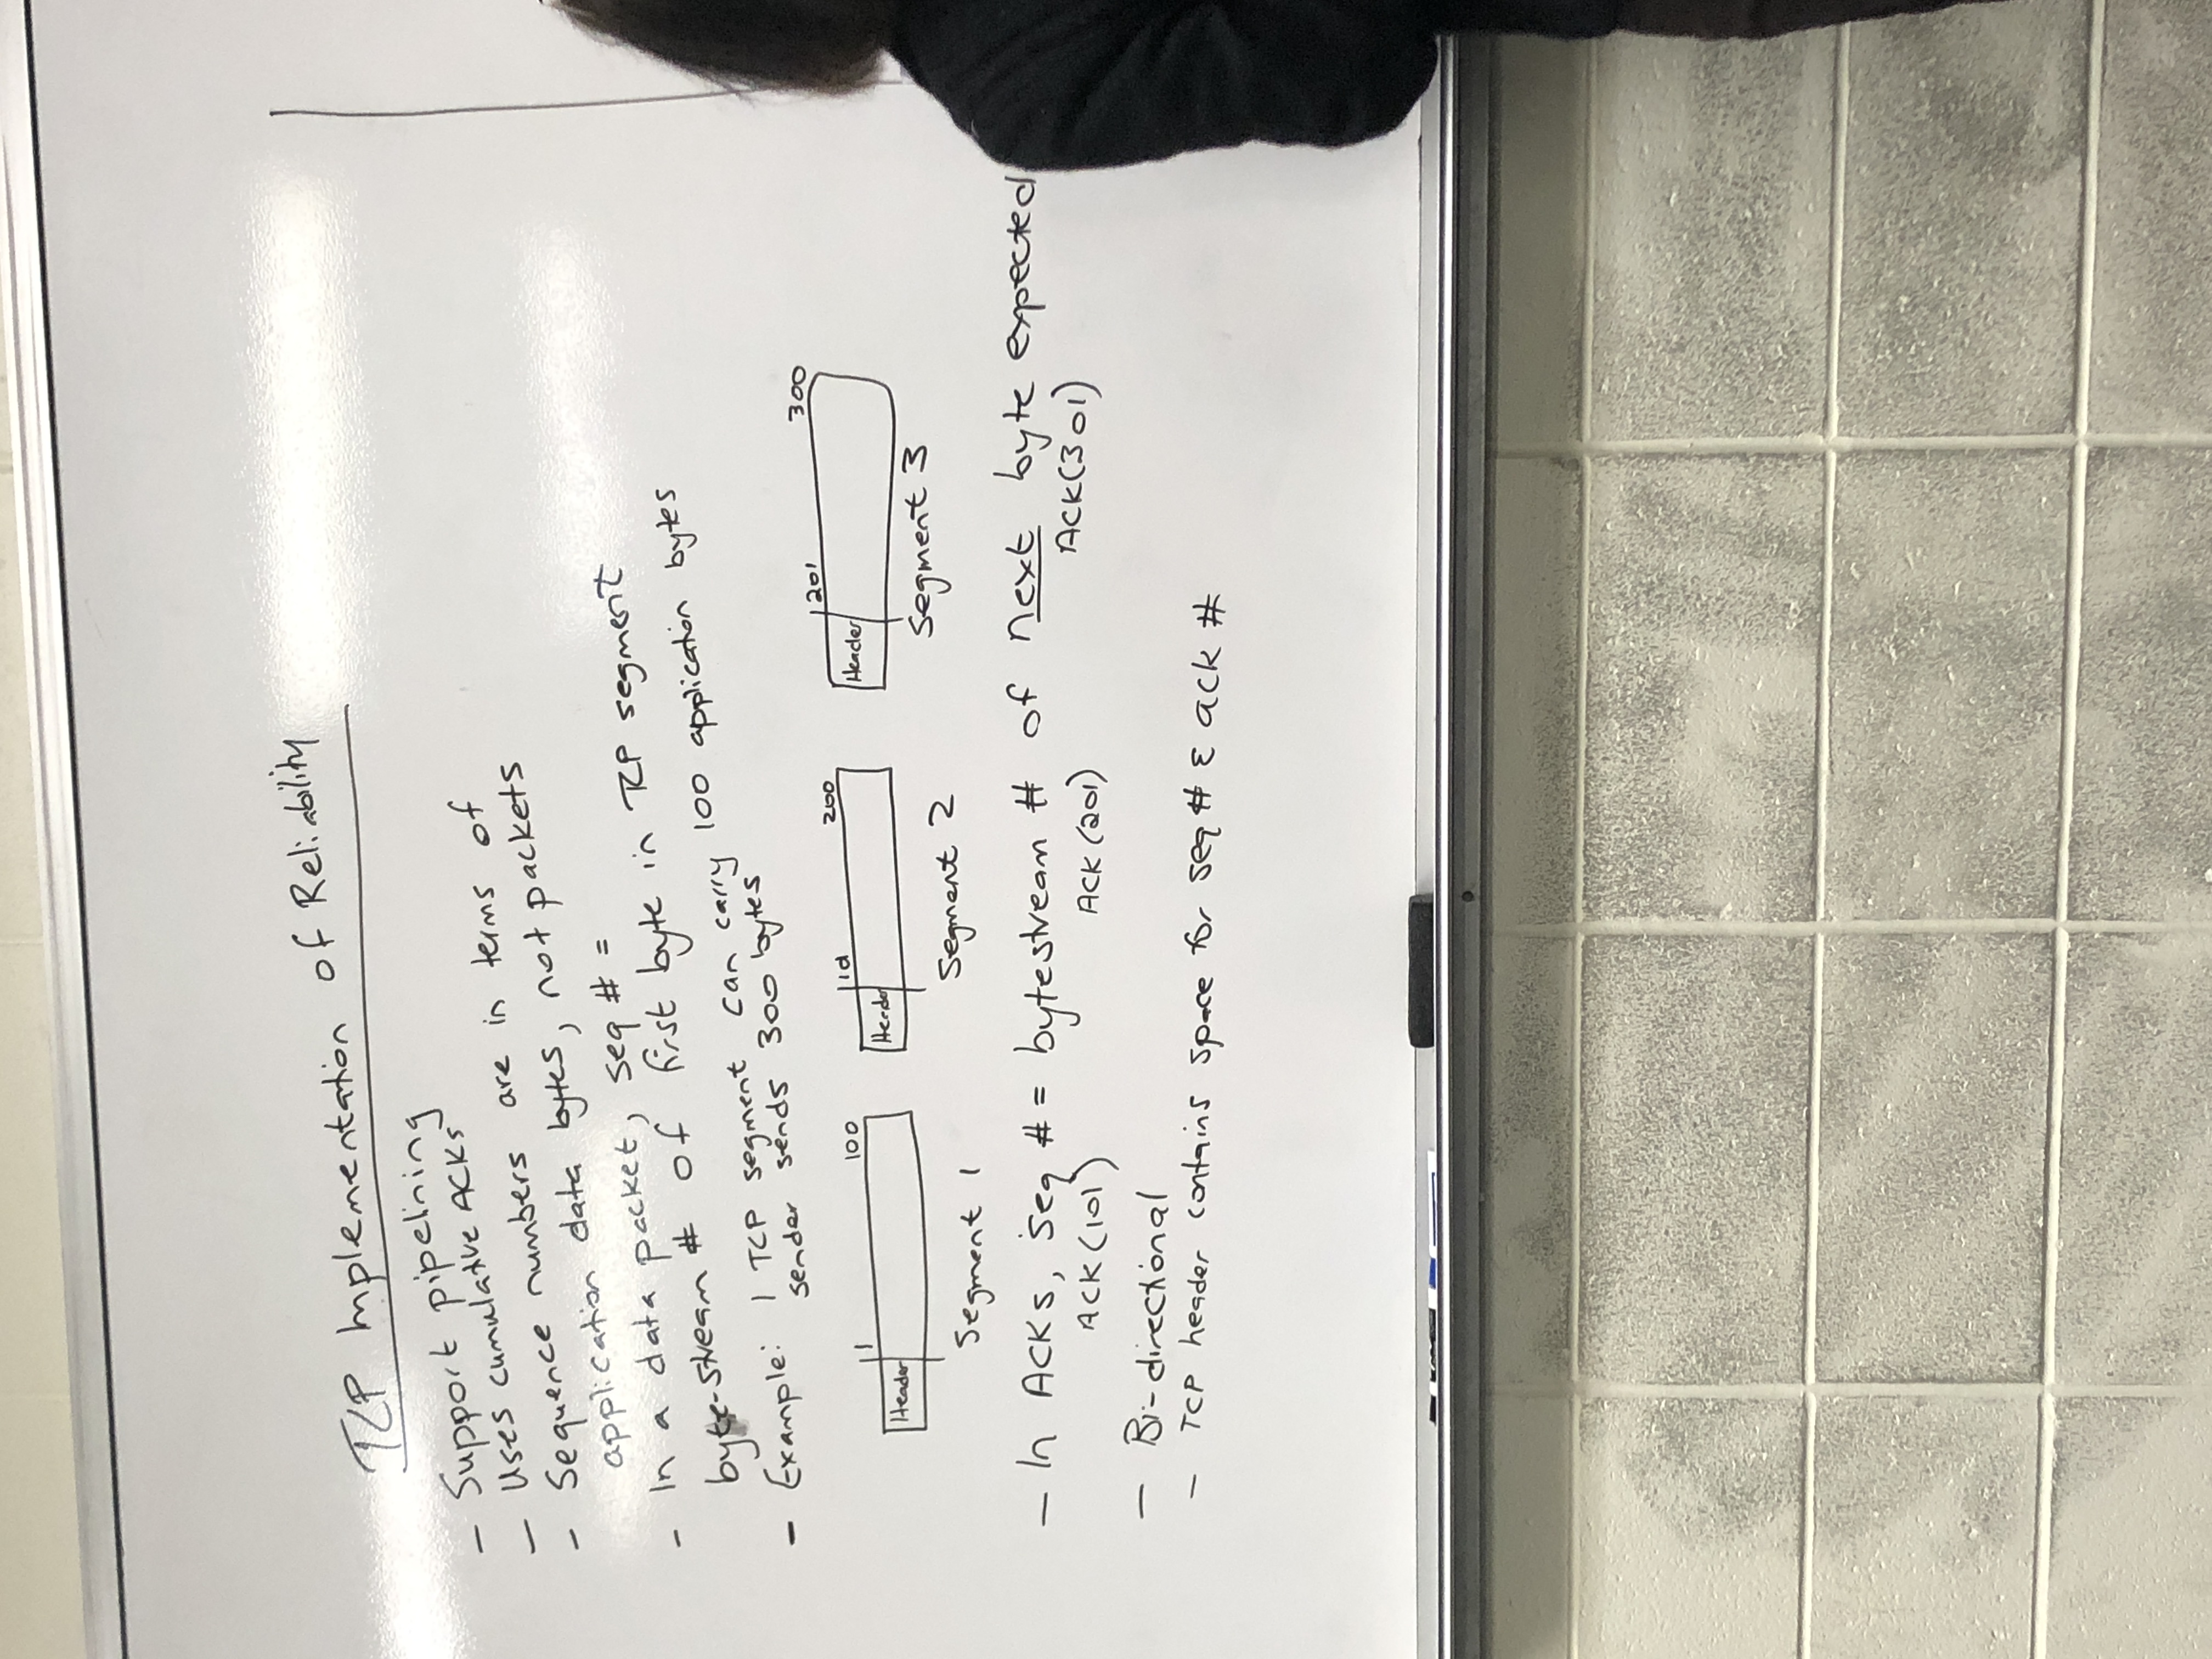 TCP Implementation of Reliability
- Support pipelining
- Uses cumulative ACKs
- Sequence numbers are in terms of
application data bytes, not packets
- In a data packet, seq # =
byte-stream # of first byte in TCP segment
- Example: 1 TCP segment can carry 100 application bytes
sender sends 300 bytes
1 100 101 200 201 300
Header Header Header
Segment 1 Segment 2 Segment 3
- In ACKs, seq # = bytestream # of next byte expected
ACK (101) ACK (201) ACK(301)
- Bi-directional
- TCP header contains space for seq # & ack #